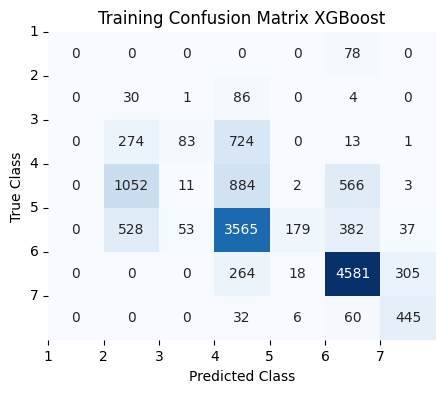 Training Confusion Matrix XGBoost
1
0 0 0 0 0 78 0
2
0 30 1 86 0 4 0
3
0 274 83 724 0 13 1
4
0 1052 11 884 2 566 3
5
0 528 53 3565 179 382 37
6
0 0 0 264 18 4581 305
7
0 0 0 32 6 60 445
True Class
1 2 3 4 5 6 7
Predicted Class